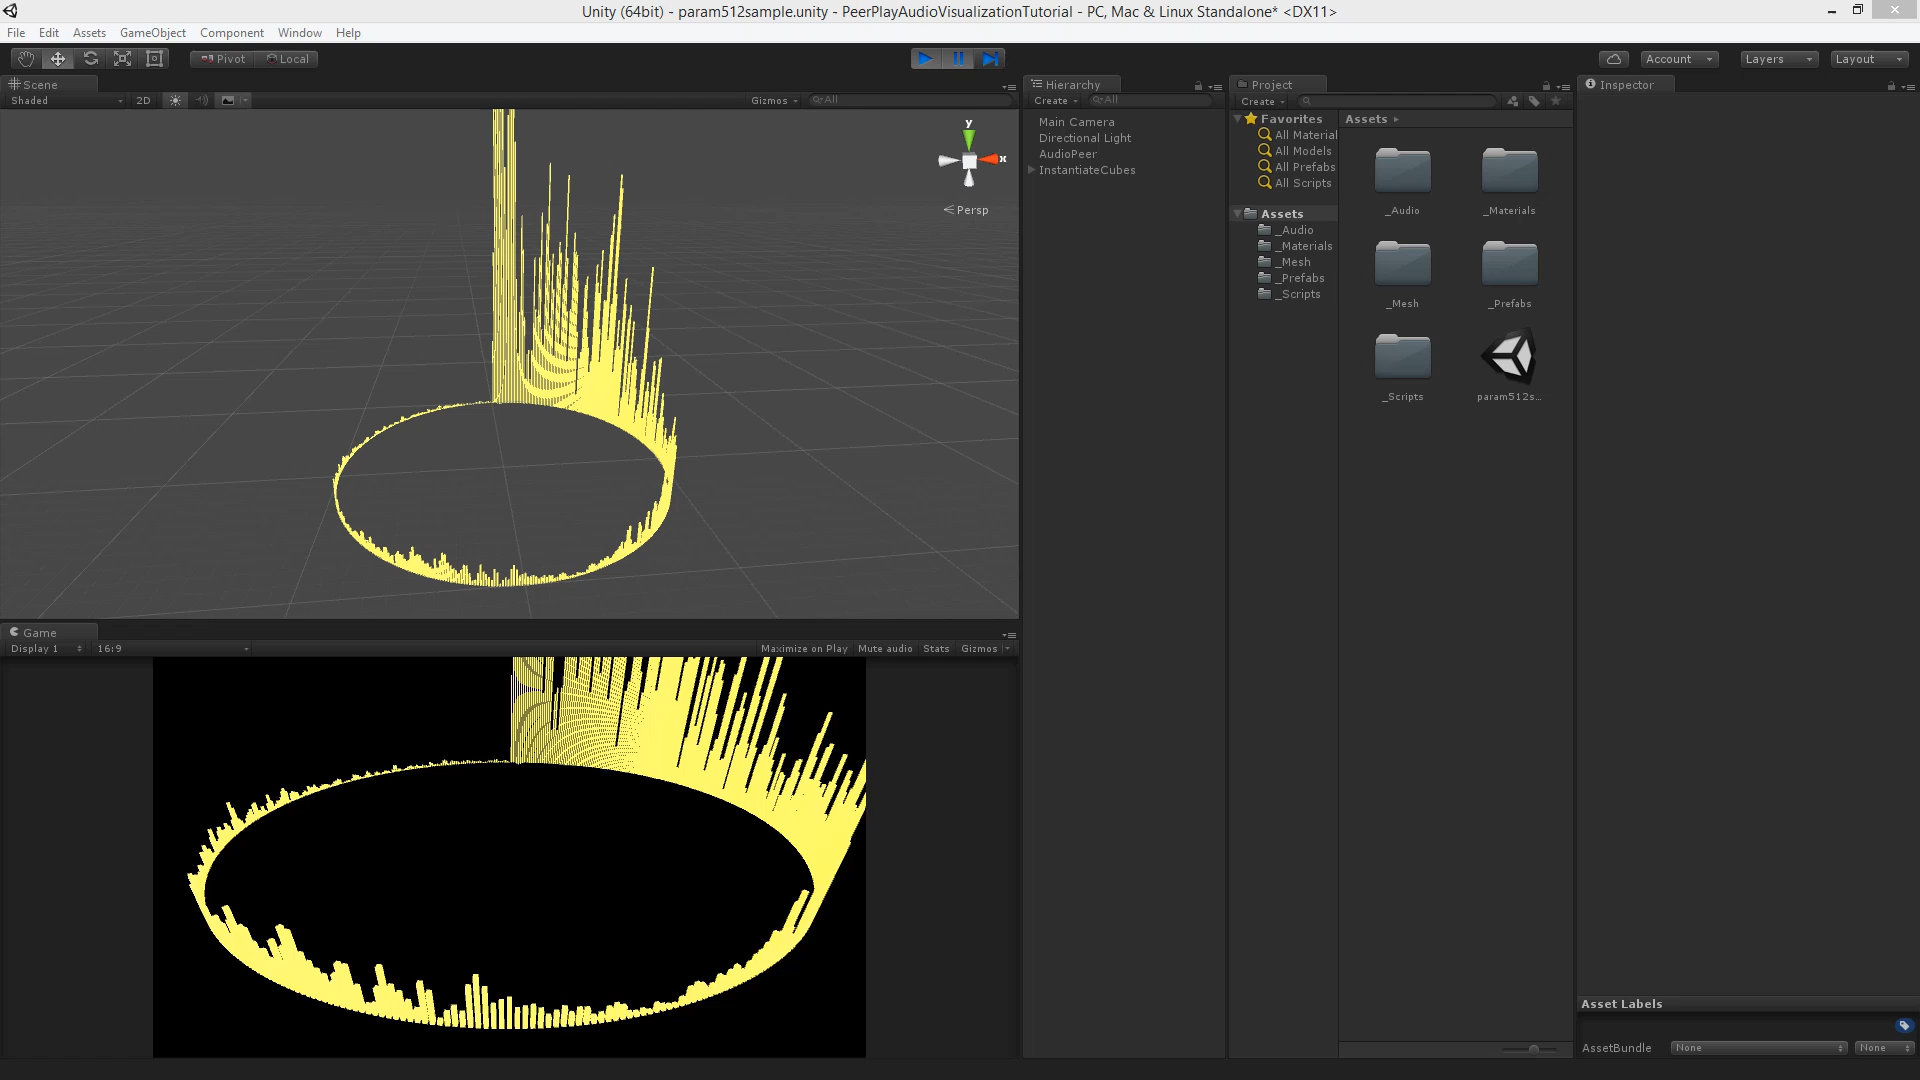 Unity (64bit) - param512sample.unity - PeerPlayAudioVisualizationTutorial - PC, Mac & Linux Standalone* <DX11>
File Edit Assets GameObject Component Window Help
Pivot Local
Account Layers Layout
Scene
Shaded 2D Gizmos All
y
x
Persp
Game
Display 1 16:9 Maximize on Play Mute audio Stats Gizmos
Hierarchy
Create All
Main Camera
Directional Light
AudioPeer
InstantiateCubes
Project
Create
Favorites
All Material
All Models
All Prefabs
All Scripts
Assets
_Audio
_Materials
_Mesh
_Prefabs
_Scripts
Assets
_Audio
_Materials
_Mesh
_Prefabs
_Scripts
param512s...
Inspector
Asset Labels
AssetBundle None None